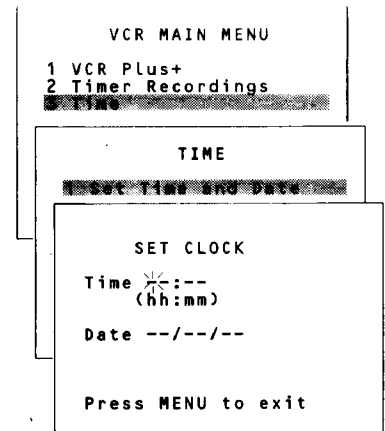 VCR MAIN MENU
1 VCR Plus+
2 Timer Recordings
3 Time
TIME
1 Set Time and Date
SET CLOCK
Time --:--
(hh:mm)
Date --/--/--
Press MENU to exit